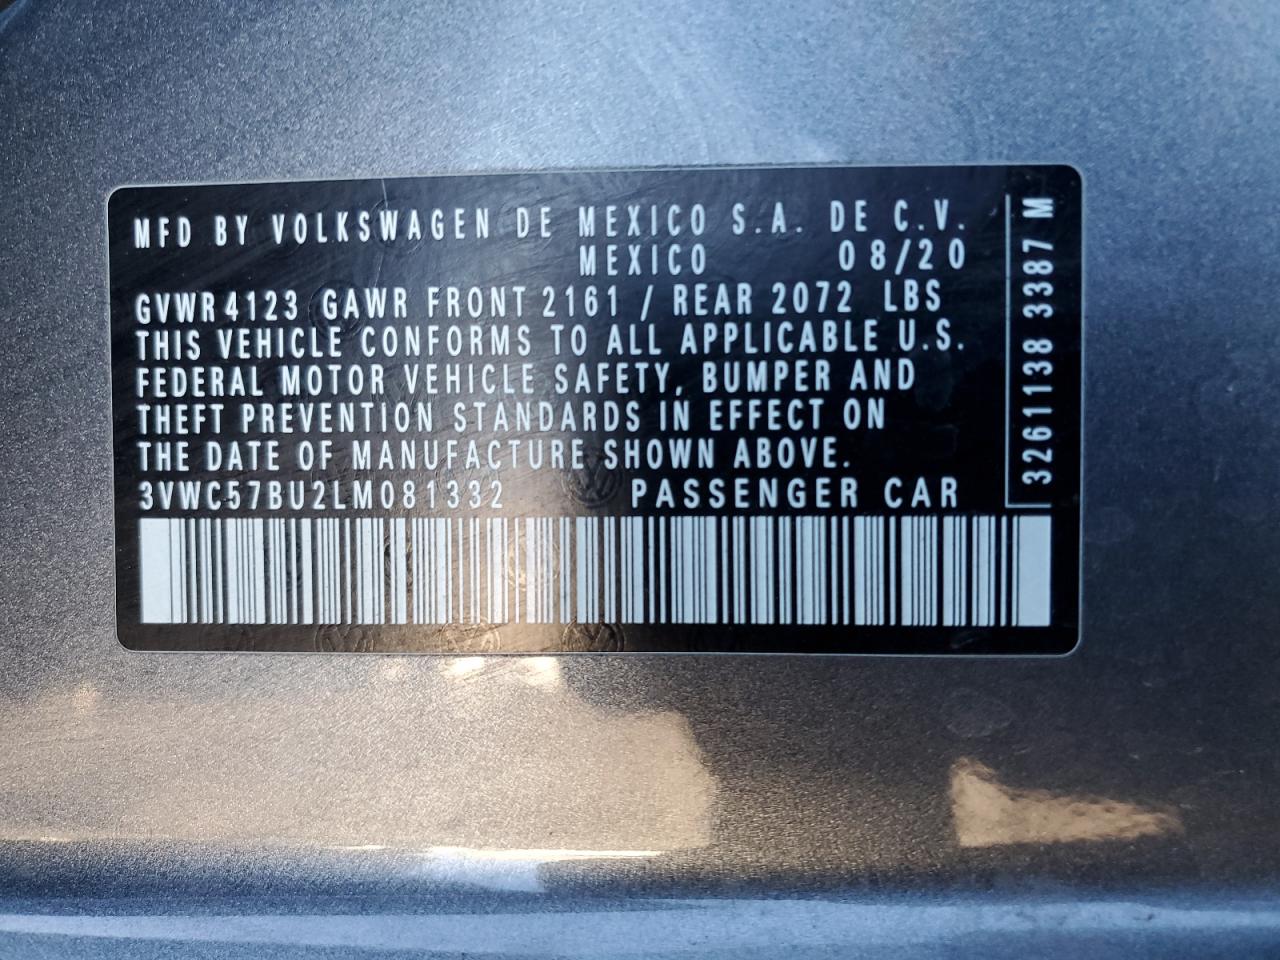 MFD BY VOLKSWAGEN DE MEXICO S.A. DE C.V.
MEXICO 08/20
GVWR 4123 GAWR FRONT 2161 / REAR 2072 LBS
THIS VEHICLE CONFORMS TO ALL APPLICABLE U.S.
FEDERAL MOTOR VEHICLE SAFETY, BUMPER AND
THEFT PREVENTION STANDARDS IN EFFECT ON
THE DATE OF MANUFACTURE SHOWN ABOVE.
3VWC57BU2LM081332 PASSENGER CAR
3261138 3387 M